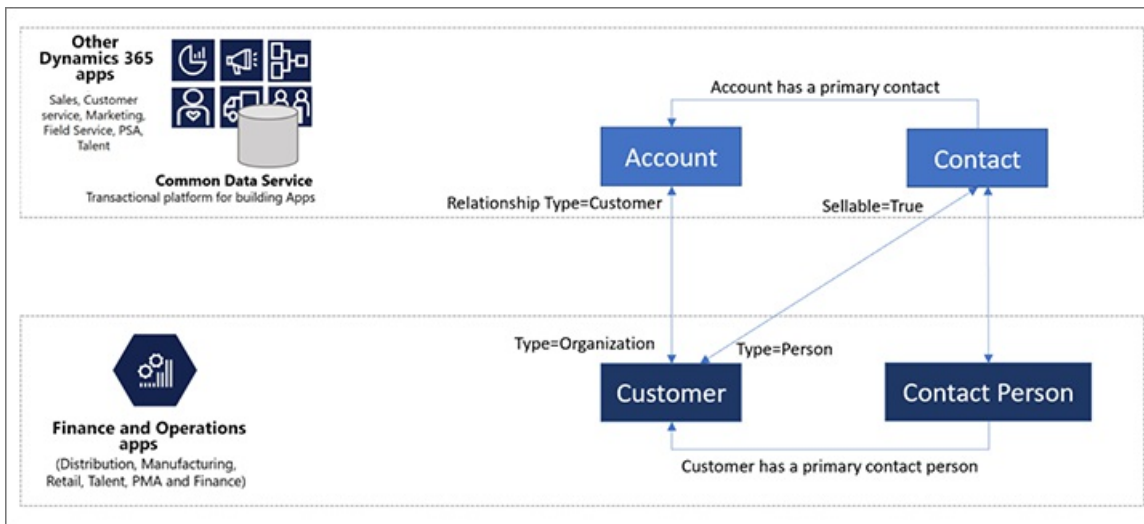 Other
Dynamics 365
apps
Sales, Customer
service, Marketing,
Field Service, PSA,
Talent
Common Data Service
Transactional platform for building Apps
Account has a primary contact
Account
Contact
Relationship Type=Customer
Sellable=True
Type=Organization
Type=Person
Customer
Contact Person
Customer has a primary contact person
Finance and Operations
apps
(Distribution, Manufacturing,
Retail, Talent, PMA and Finance)